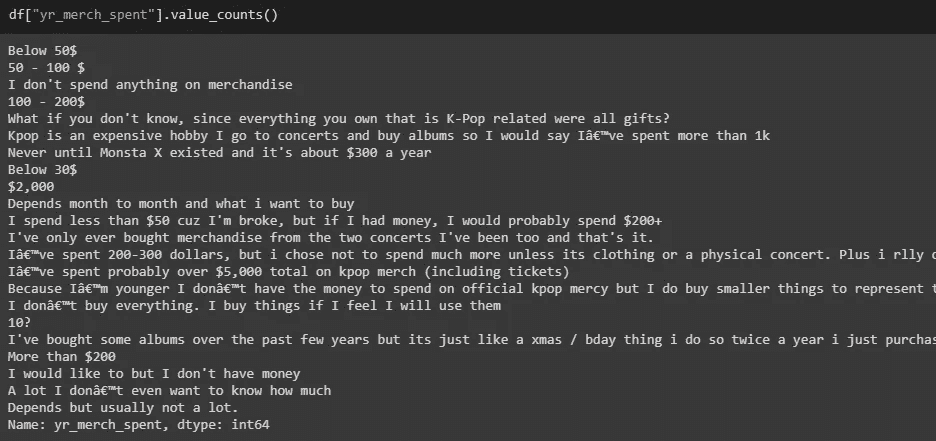 df["yr_merch_spent"].value_counts()
Below 50$
50 - 100 $
I don't spend anything on merchandise
100 - 200$
What if you don't know, since everything you own that is K-Pop related were all gifts?
Kpop is an expensive hobby I go to concerts and buy albums so I would say Iâ€™ve spent more than 1k
Never until Monsta X existed and it's about $300 a year
Below 30$
$2,000
Depends month to month and what i want to buy
I spend less than $50 cuz I'm broke, but if I had money, I would probably spend $200+
I've only ever bought merchandise from the two concerts I've been too and that's it.
Iâ€™ve spent 200-300 dollars, but i chose not to spend much more unless its clothing or a physical concert. Plus i rlly
Iâ€™ve spent probably over $5,000 total on kpop merch (including tickets)
Because Iâ€™m younger I donâ€™t have the money to spend on official kpop mercy but I do buy smaller things to represent
I donâ€™t buy everything. I buy things if I feel I will use them
10?
I've bought some albums over the past few years but its just like a xmas / bday thing i do so twice a year i just purchas
More than $200
I would like to but I don't have money
A lot I donâ€™t even want to know how much
Depends but usually not a lot.
Name: yr_merch_spent, dtype: int64